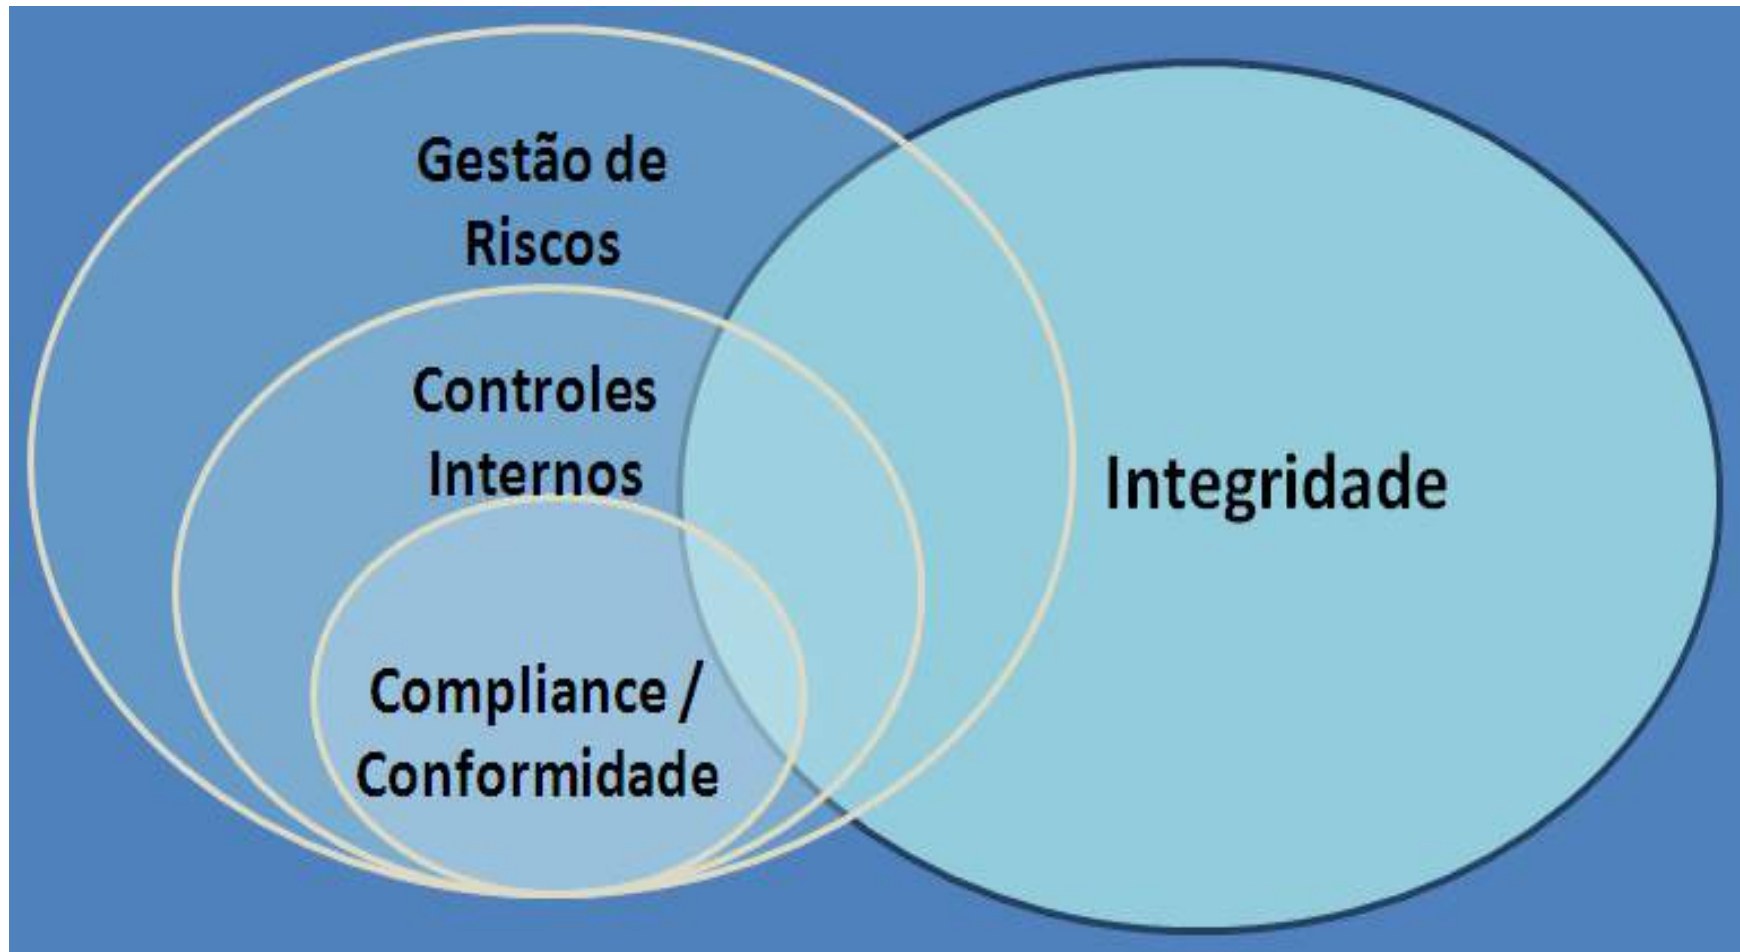 Gestão de
Riscos
Controles
Internos
Integridade
Compliance /
Conformidade